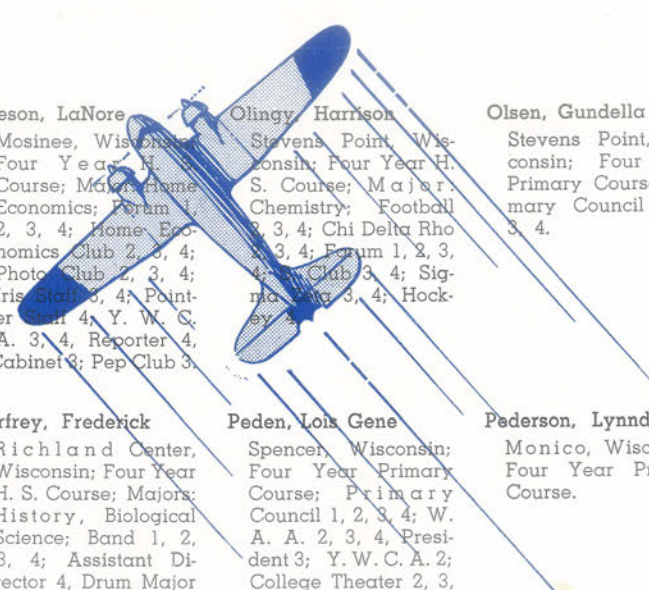 eson, LaNore
Mosinee, Wisconsin;
Four Year H. S.
Course; Major: Home
Economics; Forum 1,
2, 3, 4; Home Eco-
nomics Club 2, 3, 4;
Photo Club 2, 3, 4;
Iris Staff 3, 4; Point-
er Staff 4; Y. W. C.
A. 3, 4, Reporter 4,
Cabinet 3; Pep Club 3.
Olingy, Harrison
Stevens Point, Wis-
consin; Four Year H.
S. Course; Major:
Chemistry; Football
2, 3, 4; Chi Delta Rho
2, 3, 4; Forum 1, 2, 3,
4; Club 3, 4; Sig-
ma Zeta 3, 4; Hock-
ey 4.
Olsen, Gundella
Stevens Point,
consin; Four
Primary Course
mary Council
3, 4.
rfrey, Frederick
Richland Center,
Wisconsin; Four Year
H. S. Course; Majors:
History, Biological
Science; Band 1, 2,
3, 4; Assistant Di-
rector 4, Drum Major
Peden, Lois Gene
Spencer, Wisconsin;
Four Year Primary
Course; Primary
Council 1, 2, 3, 4; W.
A. A. 2, 3, 4, Presi-
dent 3; Y. W. C. A. 2;
College Theater 2, 3,
Pederson, Lynnd
Monico, Wisc
Four Year Pr
Course.